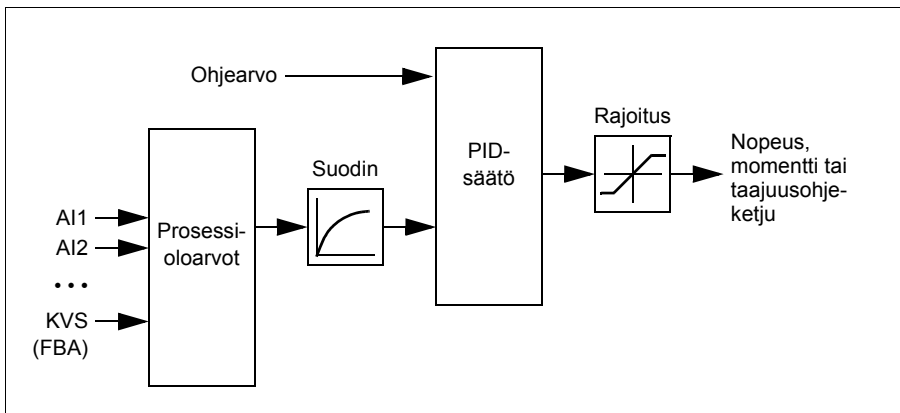 Ohjearvo
AI1
AI2
...
KVS
(FBA)
Prosessi-
oloarvot
Suodin
PID-
säätö
Rajoitus
Nopeus,
momentti tai
taajuusohje-
ketju